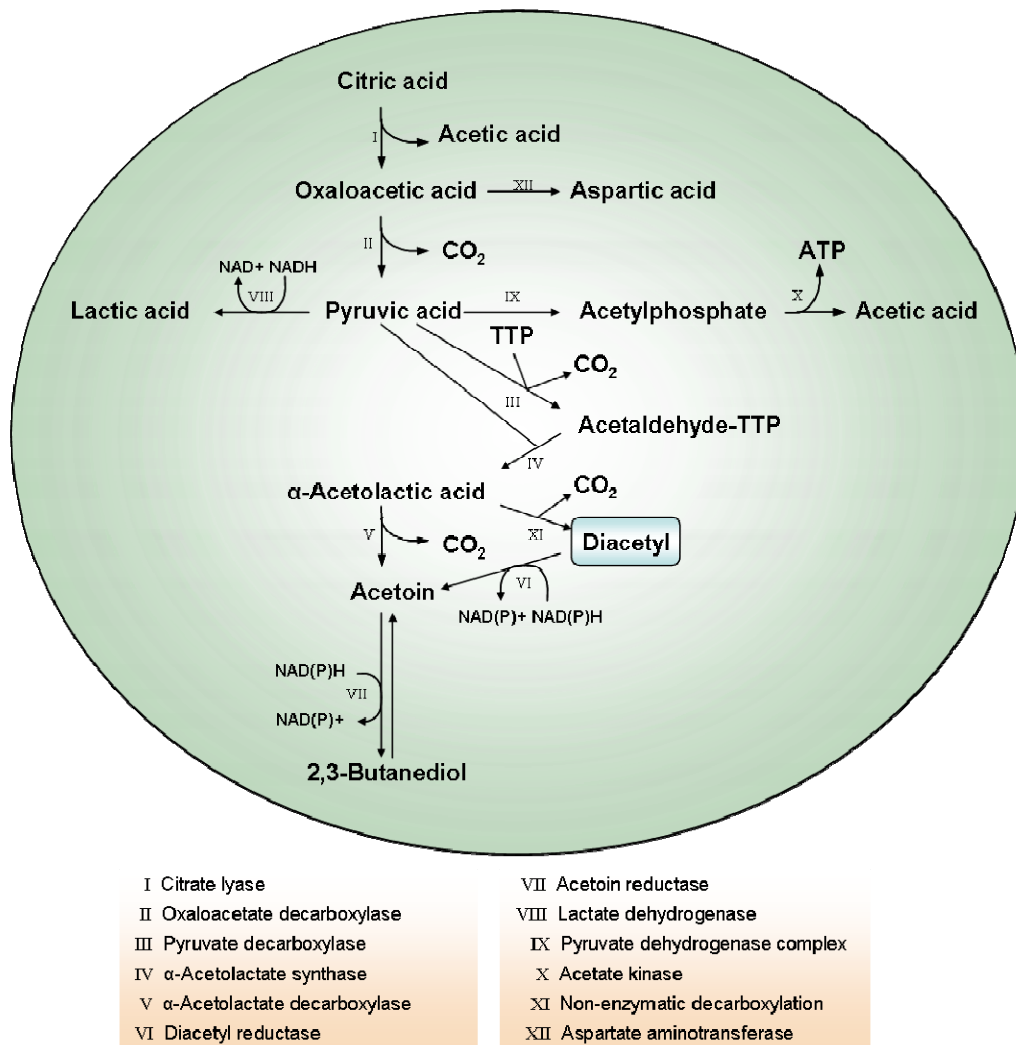 Citric acid
I
Acetic acid
Oxaloacetic acid
XII
Aspartic acid
II
CO2
ATP
NAD+ NADH
VIII
IX
X
Lactic acid
Pyruvic acid
Acetylphosphate
Acetic acid
TTP
CO2
III
Acetaldehyde-TTP
IV
α-Acetolactic acid
CO2
V
CO2
XI
Diacetyl
VI
Acetoin
NAD(P)+ NAD(P)H
NAD(P)H
VII
NAD(P)+
2,3-Butanediol
I Citrate lyase
II Oxaloacetate decarboxylase
III Pyruvate decarboxylase
IV α-Acetolactate synthase
V α-Acetolactate decarboxylase
VI Diacetyl reductase
VII Acetoin reductase
VIII Lactate dehydrogenase
IX Pyruvate dehydrogenase complex
X Acetate kinase
XI Non-enzymatic decarboxylation
XII Aspartate aminotransferase